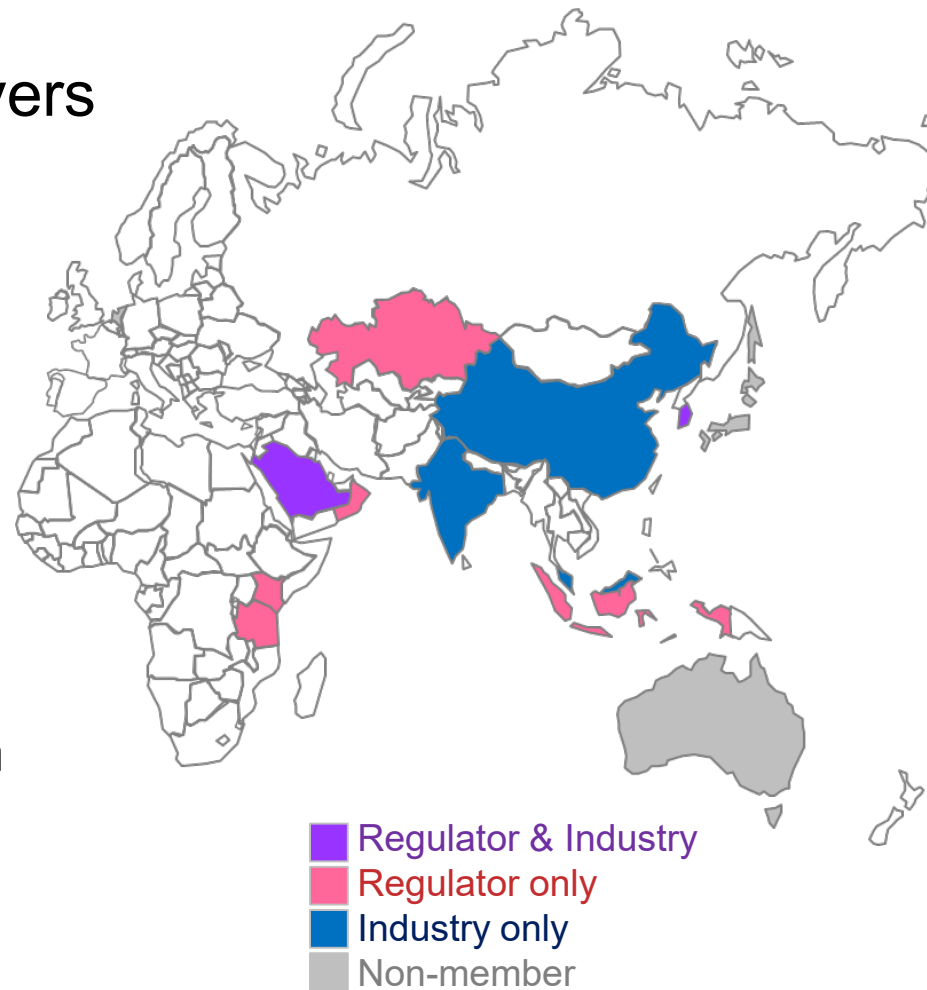 vers
Regulator & Industry
Regulator only
Industry only
Non-member